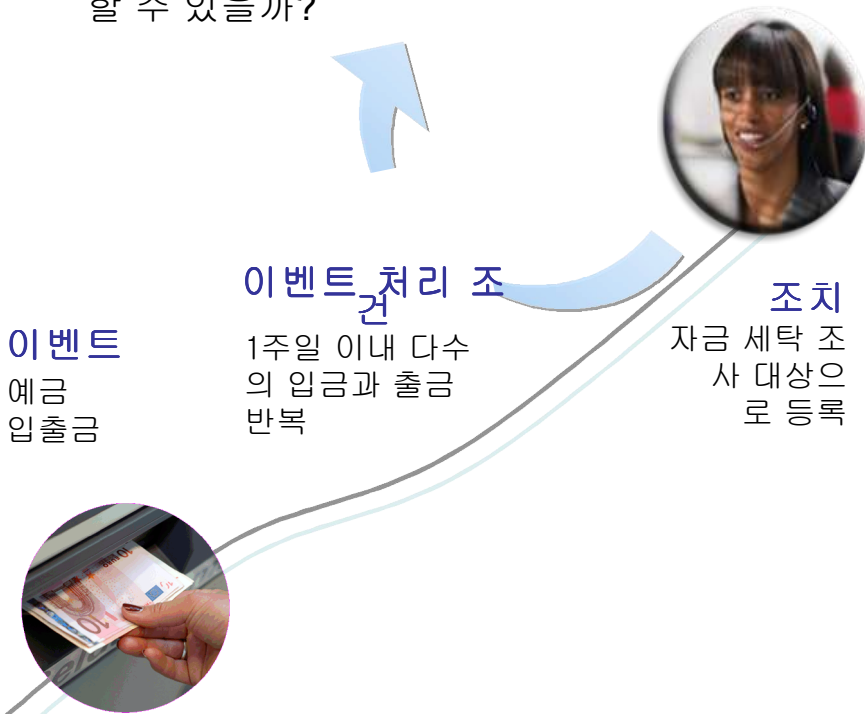 할 수 있을까?
이벤트 처리 조
건
1주일 이내 다수
의 입금과 출금
반복
이벤트
예금
입출금
조치
자금 세탁 조
사 대상으
로 등록